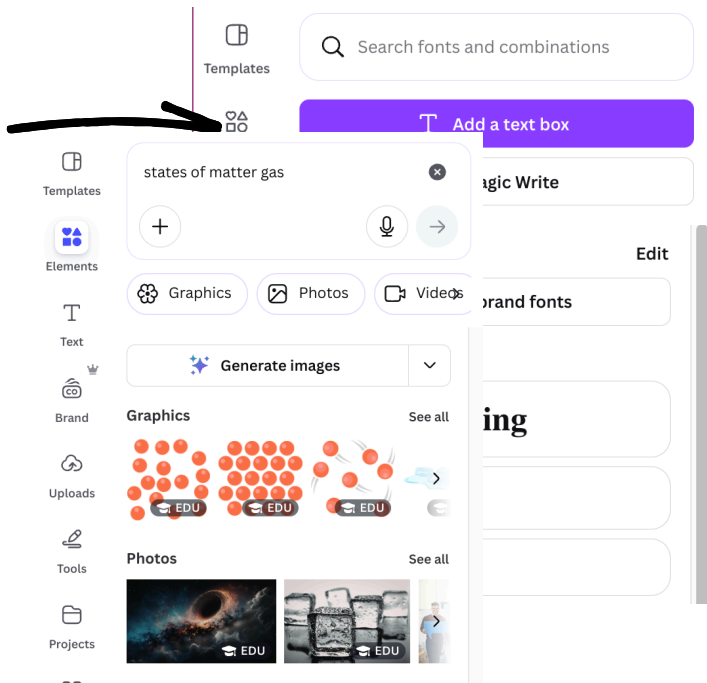 Templates
Search fonts and combinations
T Add a text box
agic Write
Edit
brand fonts
ing
Templates
Elements
T
Text
CO
Brand
Uploads
Tools
Projects
states of matter gas
Graphics
Photos
Videos
Generate images
Graphics
See all
EDU
EDU
EDU
Photos
See all
EDU
EDU